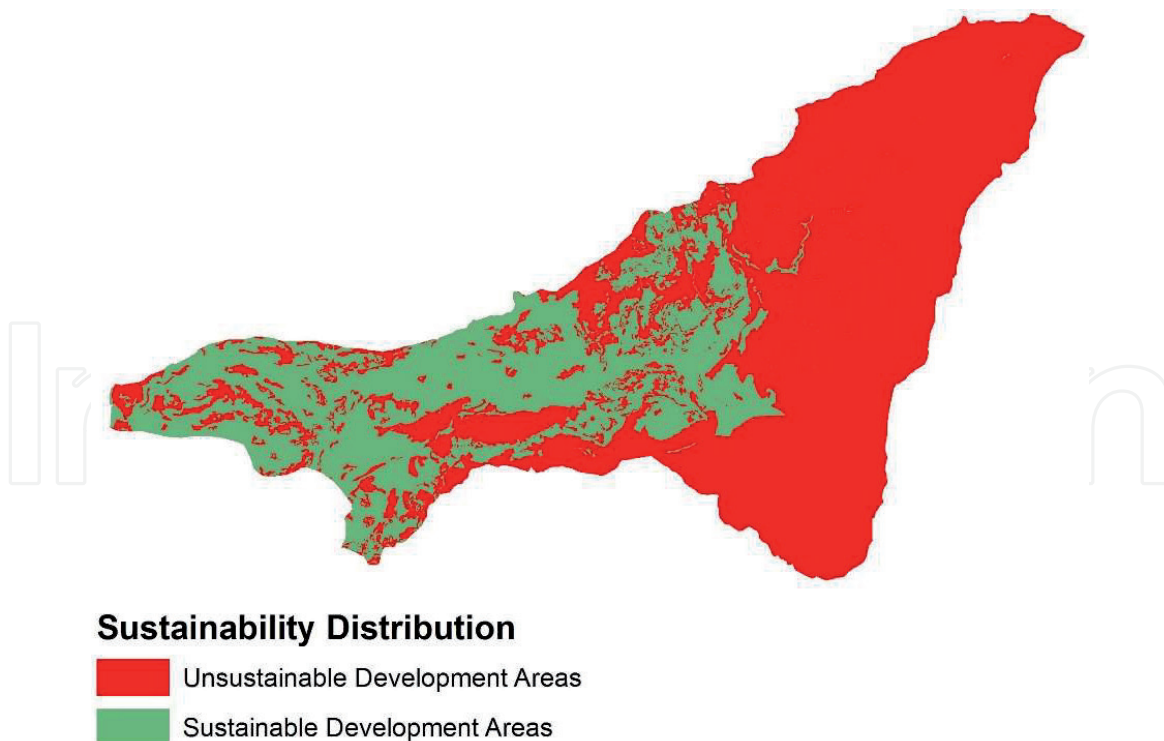 Sustainability Distribution
Unsustainable Development Areas
Sustainable Development Areas